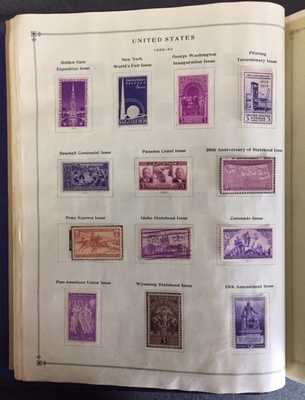 UNITED STATES
1939-40
Golden Gate
Exposition Issue
New York
World's Fair Issue
George Washington
Inauguration Issue
Printing
Tercentenary Issue
Baseball Centennial Issue
Panama Canal Issue
50th Anniversary of Statehood Issue
Pony Express Issue
Idaho Statehood Issue
Coronado Issue
Pan-American Union Issue
Wyoming Statehood Issue
13th Amendment Issue